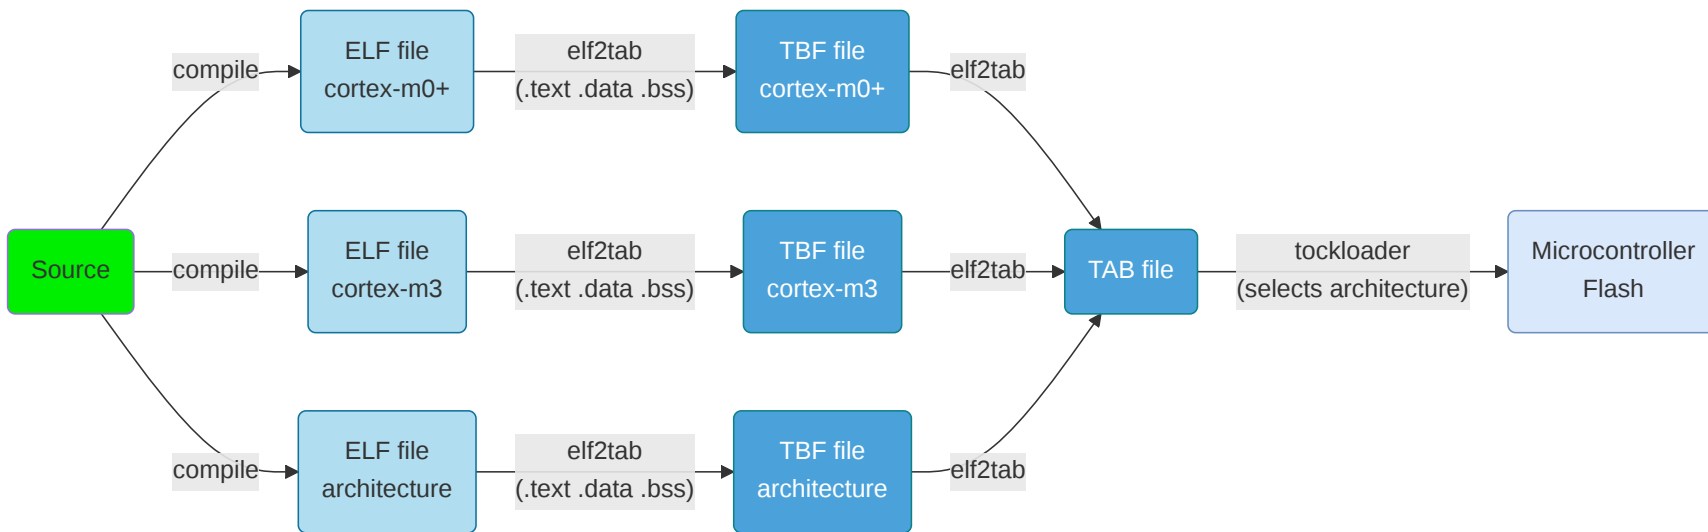 compile
ELF file
cortex-m0+
elf2tab
(.text .data .bss)
TBF file
cortex-m0+
elf2tab
Source
compile
ELF file
cortex-m3
elf2tab
(.text .data .bss)
TBF file
cortex-m3
elf2tab
TAB file
tockloader
(selects architecture)
Microcontroller
Flash
compile
ELF file
architecture
elf2tab
(.text .data .bss)
TBF file
architecture
elf2tab